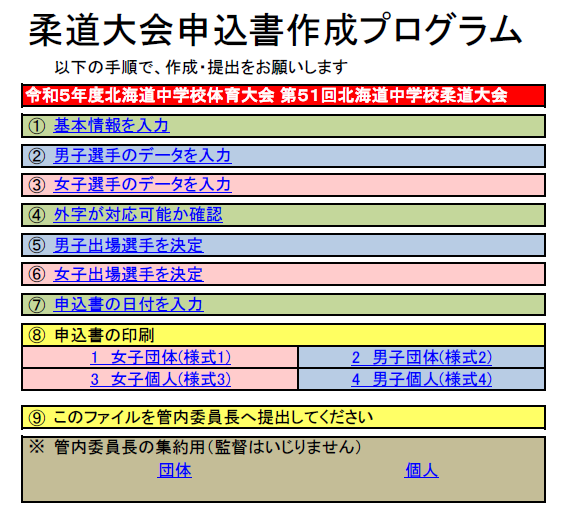 柔道大会申込書作成プログラム
以下の手順で、作成・提出をお願いします
令和5年度北海道中学校体育大会 第51回北海道中学校柔道大会
① 基本情報を入力
② 男子選手のデータを入力
③ 女子選手のデータを入力
④ 外字が対応可能か確認
⑤ 男子出場選手を決定
⑥ 女子出場選手を決定
⑦ 申込書の日付を入力
⑧ 申込書の印刷
1 女子団体(様式1) 2 男子団体(様式2)
3 女子個人(様式3) 4 男子個人(様式4)
⑨ このファイルを管内委員長へ提出してください
※ 管内委員長の集約用(監督はいじりません)
団体 個人